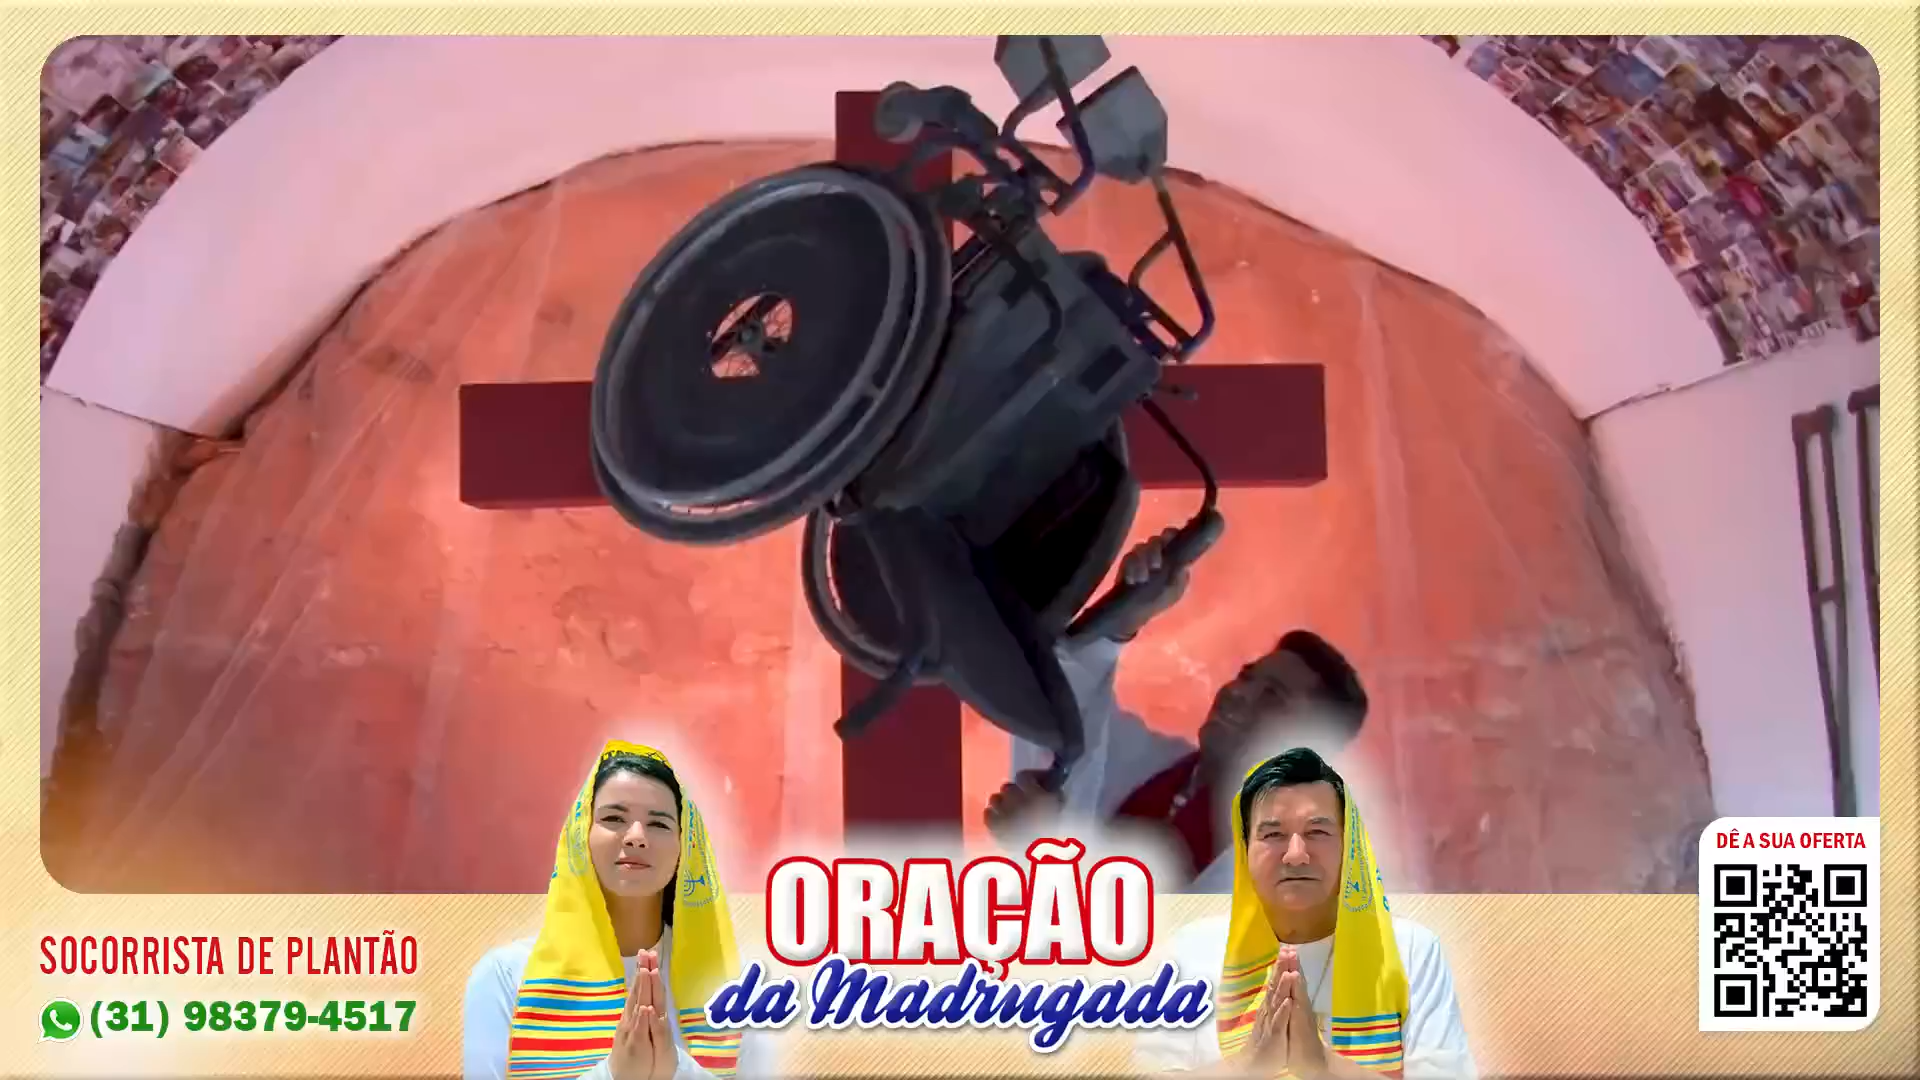 DÊ A SUA OFERTA
ORAÇÃO
da Madrugada
SOCORRISTA DE PLANTÃO
(31) 98379-4517